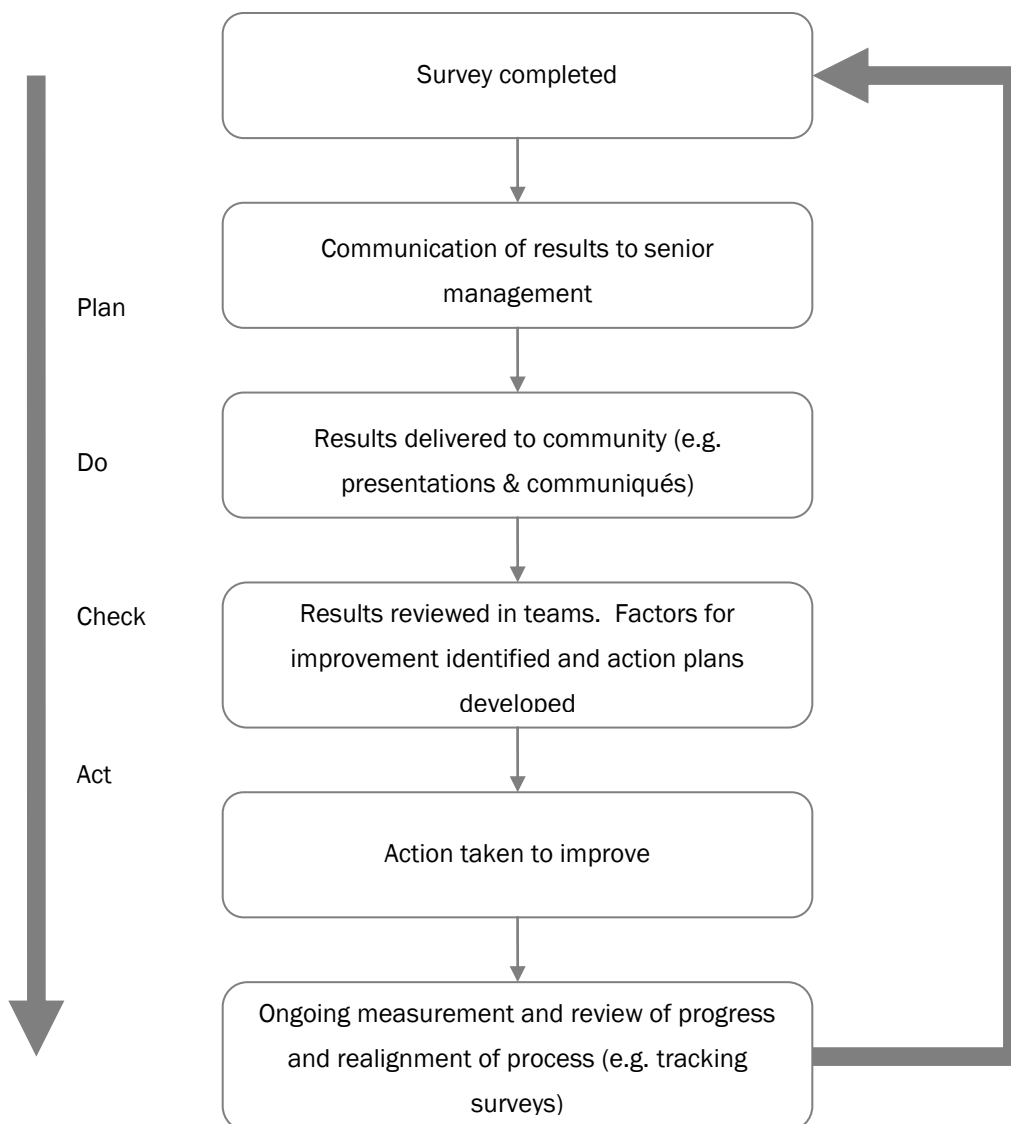 Survey completed
Communication of results to senior
management
Plan
Results delivered to community (e.g.
presentations & communiqués)
Do
Results reviewed in teams.  Factors for
improvement identified and action plans
developed
Check
Act
Action taken to improve
Ongoing measurement and review of progress
and realignment of process (e.g. tracking
surveys)